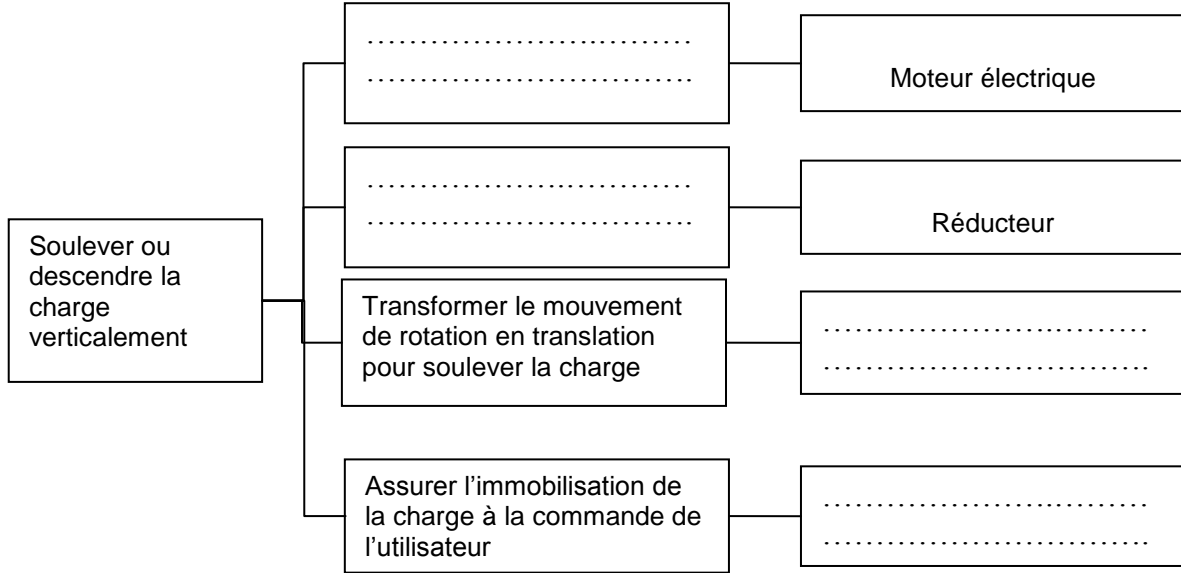 Moteur électrique
Réducteur
Soulever ou
descendre la
charge
verticalement
Transformer le mouvement
de rotation en translation
pour soulever la charge
Assurer l’immobilisation de
la charge à la commande de
l’utilisateur